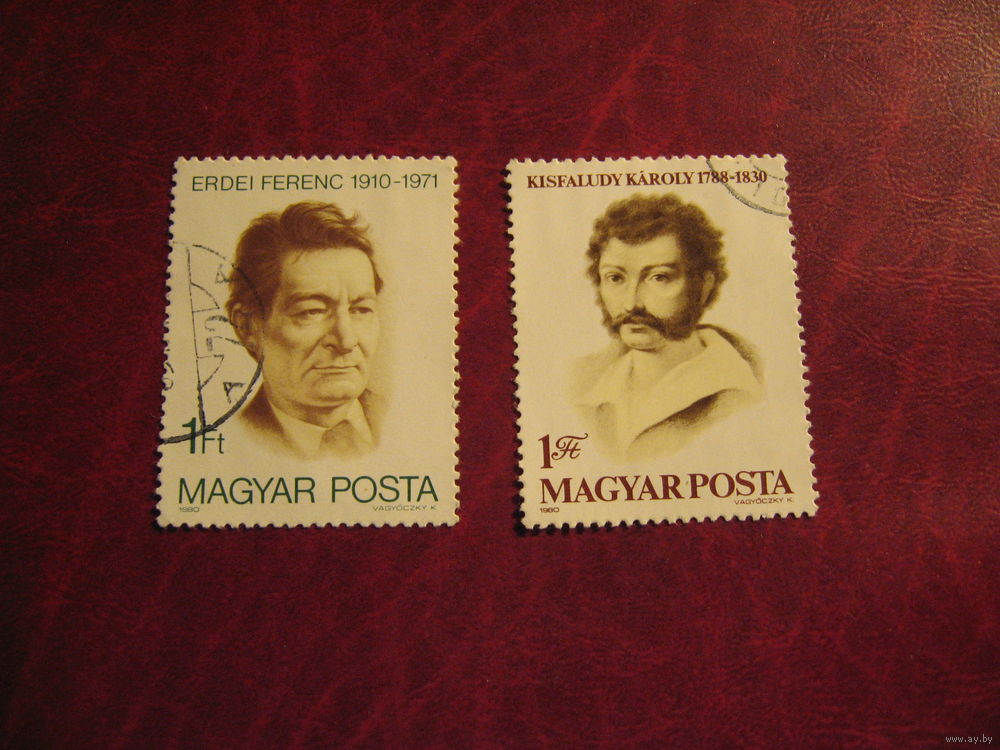 ERDEI FERENC 1910-1971
1Ft
MAGYAR POSTA
1980 VAGYÓCZKY K.
KISFALUDY KÁROLY 1788-1830
1Ft
MAGYAR POSTA
1980 VAGYÓCZKY K.
www.ay.by